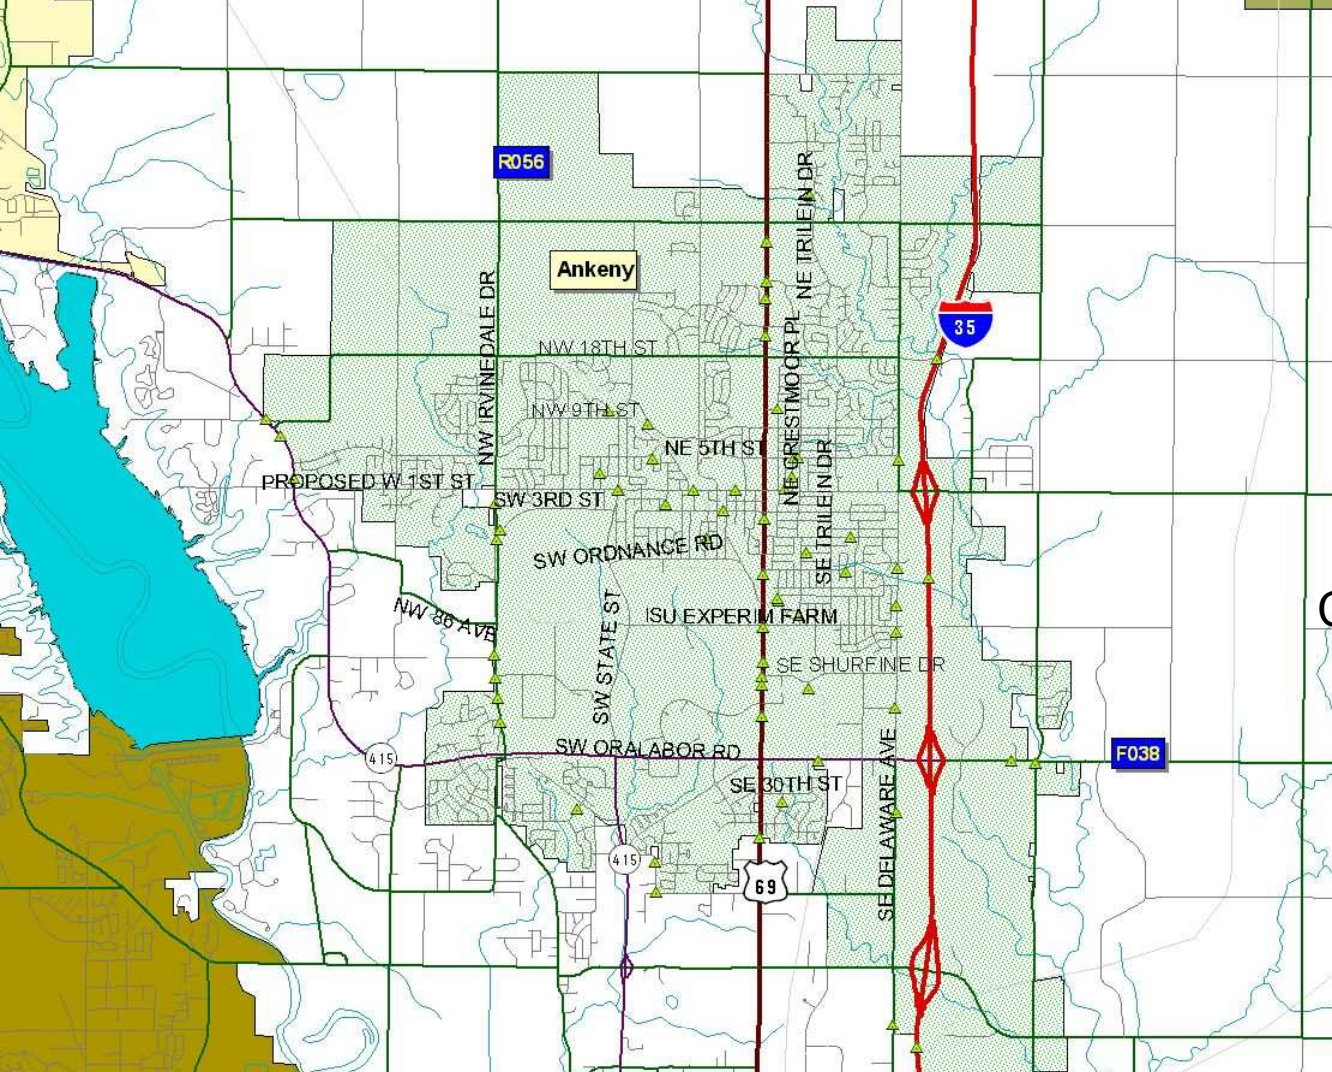 R056
NE TRILEIN DR
Ankeny
NW IRVINEDALE DR
35
NW 18TH ST
NE CRESTMOOR PL
NW 9TH ST
NE 5TH ST
PROPOSED W 1ST ST
SW 3RD ST
SE TRILEIN DR
SW ORDNANCE RD
NW 86 AVE
SW STATE ST
ISU EXPERIM FARM
SE SHURFINE DR
415
SW ORALABOR RD
F038
SE 30TH ST
SE DELAWARE AVE
415
69